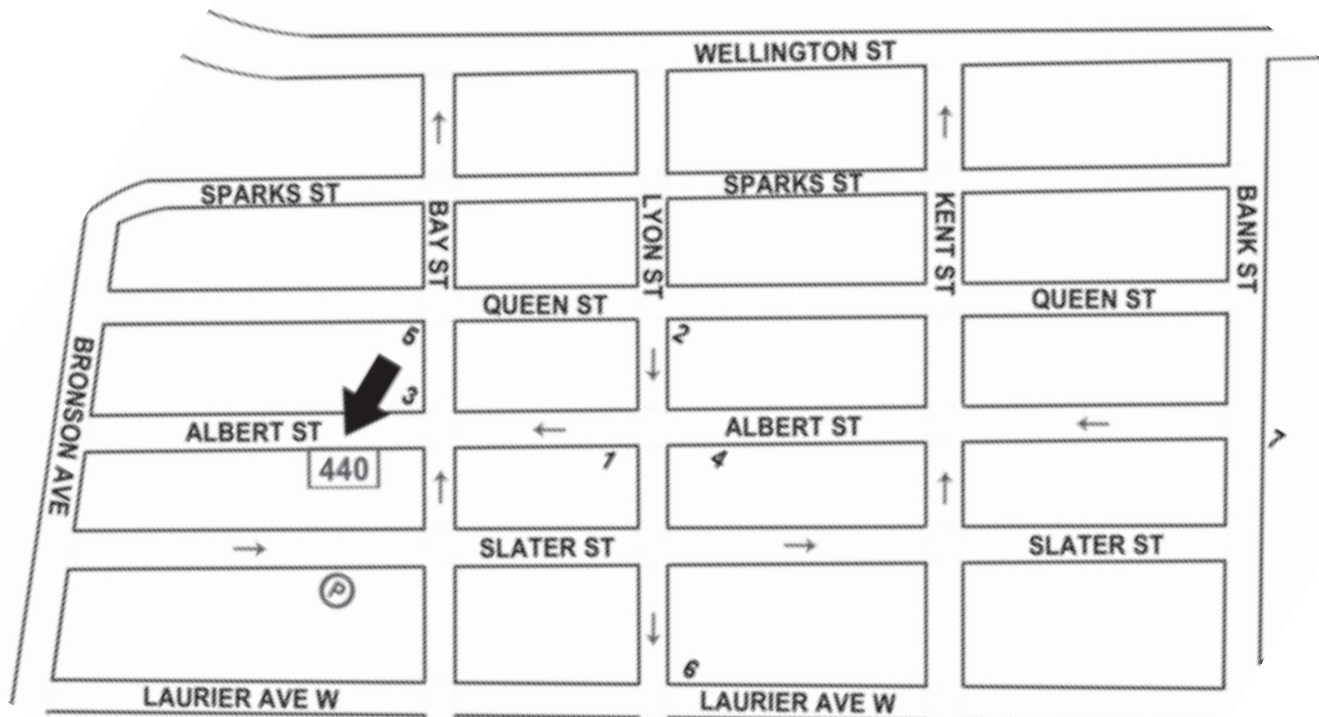 WELLINGTON ST
SPARKS ST
SPARKS ST
BAY ST
LYON ST
KENT ST
BANK ST
QUEEN ST
QUEEN ST
5
2
BRONSON AVE
3
ALBERT ST
ALBERT ST
7
440
1
4
SLATER ST
SLATER ST
P
6
LAURIER AVE W
LAURIER AVE W